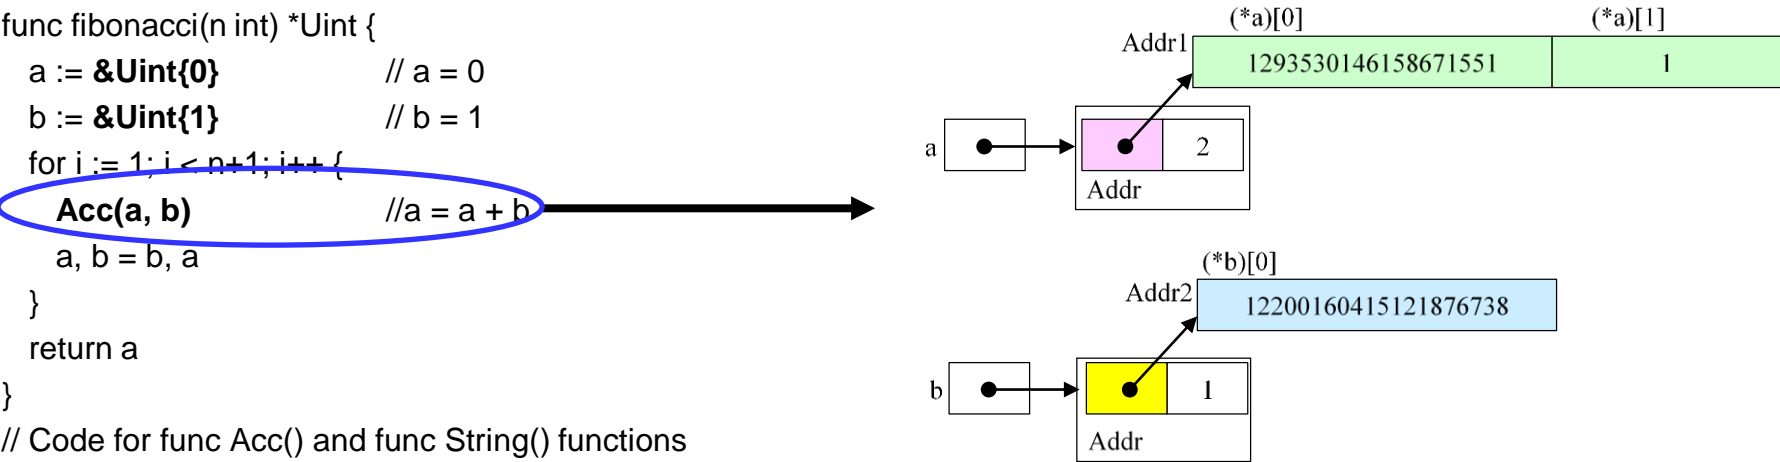 func fibonacci(n int) *Uint {
a := &Uint{0} // a = 0
b := &Uint{1} // b = 1
for i := 1; i < n+1; i++ {
Acc(a, b) //a = a + b
a, b = b, a
}
return a
}
// Code for func Acc() and func String() functions
(*a)[0] (*a)[1]
Addr1 1293530146158671551 1
a 2
Addr
(*b)[0]
Addr2 12200160415121876738
b 1
Addr